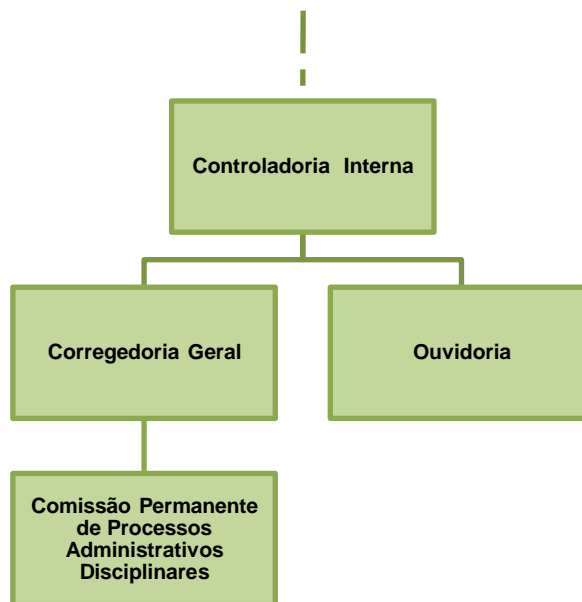 Controladoria Interna
Corregedoria Geral
Ouvidoria
Comissão Permanente
de Processos
Administrativos
Disciplinares